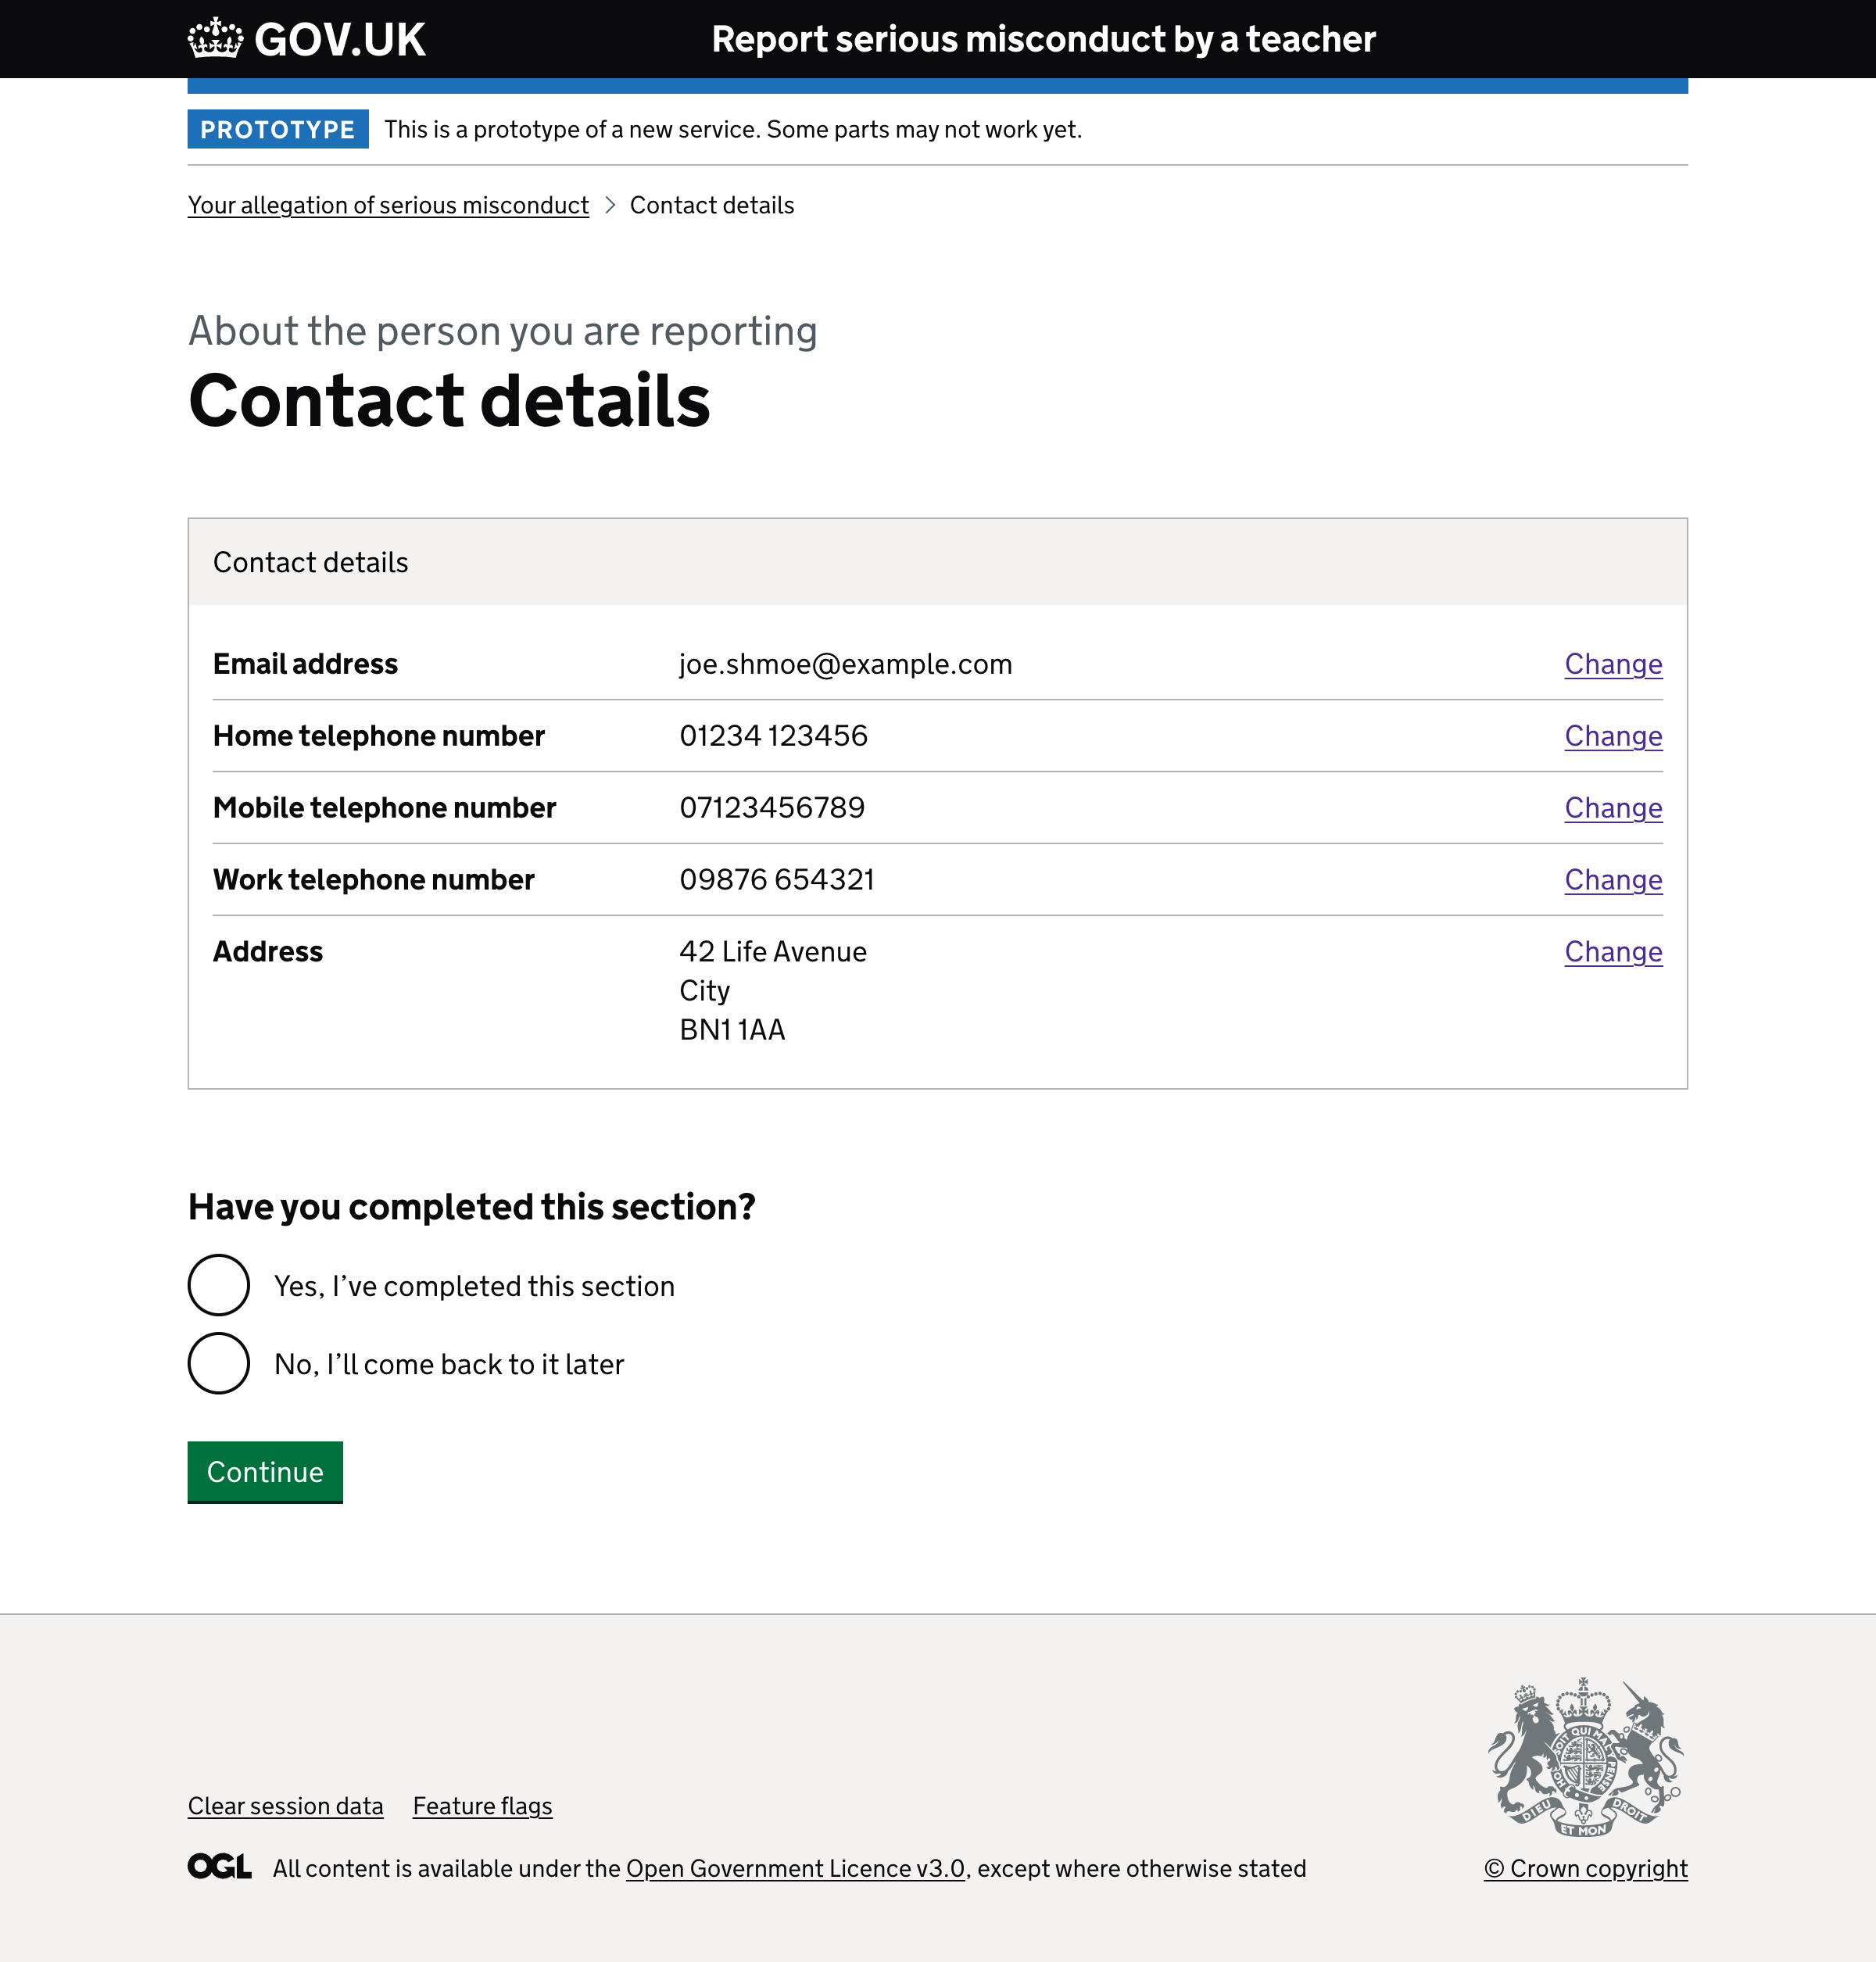 GOV.UK
Report serious misconduct by a teacher
PROTOTYPE This is a prototype of a new service. Some parts may not work yet.
Your allegation of serious misconduct > Contact details
About the person you are reporting
Contact details
Contact details
Email address joe.shmoe@example.com Change
Home telephone number 01234 123456 Change
Mobile telephone number 07123456789 Change
Work telephone number 09876 654321 Change
Address 42 Life Avenue Change
City
BN1 1AA
Have you completed this section?
Yes, I’ve completed this section
No, I’ll come back to it later
Continue
DIEU ET MON DROIT
Clear session data Feature flags
OGL All content is available under the Open Government Licence v3.0, except where otherwise stated
© Crown copyright